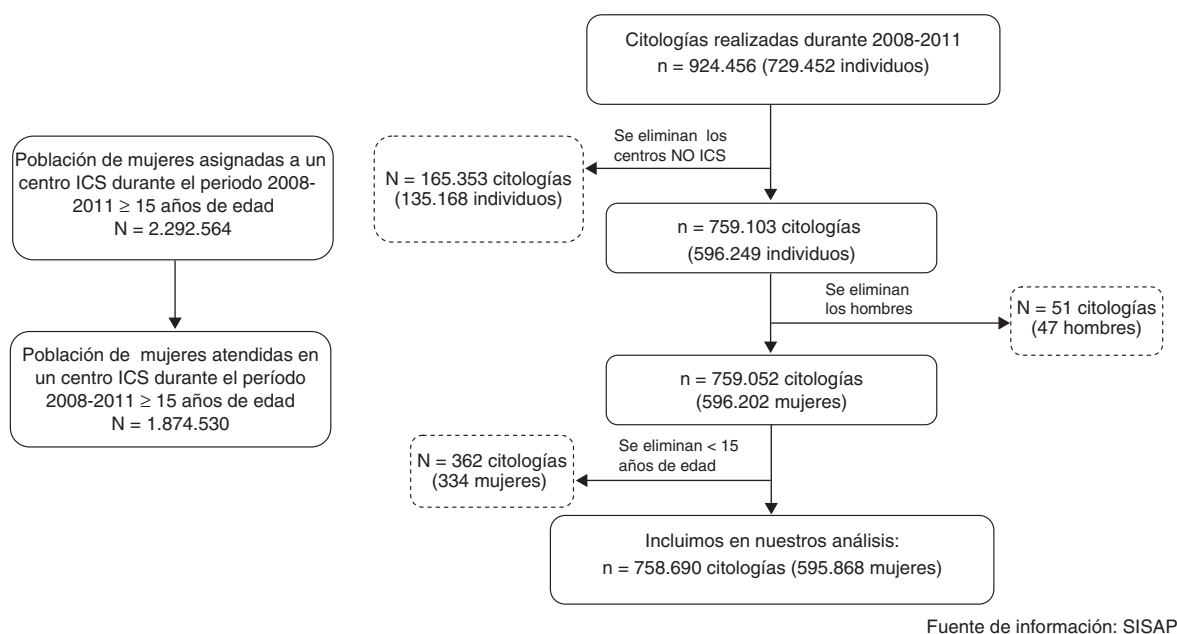 Citologías realizadas durante 2008-2011
n = 924.456 (729.452 individuos)
Se eliminan los
centros NO ICS
N = 165.353 citologías
(135.168 individuos)
Población de mujeres asignadas a un
centro ICS durante el periodo 2008-
2011 ≥ 15 años de edad
N = 2.292.564
n = 759.103 citologías
(596.249 individuos)
Se eliminan
los hombres
N = 51 citologías
(47 hombres)
Población de mujeres atendidas en
un centro ICS durante el período
2008-2011 ≥ 15 años de edad
N = 1.874.530
n = 759.052 citologías
(596.202 mujeres)
Se eliminan < 15
años de edad
N = 362 citologías
(334 mujeres)
Incluimos en nuestros análisis:
n = 758.690 citologías (595.868 mujeres)
Fuente de información: SISAP